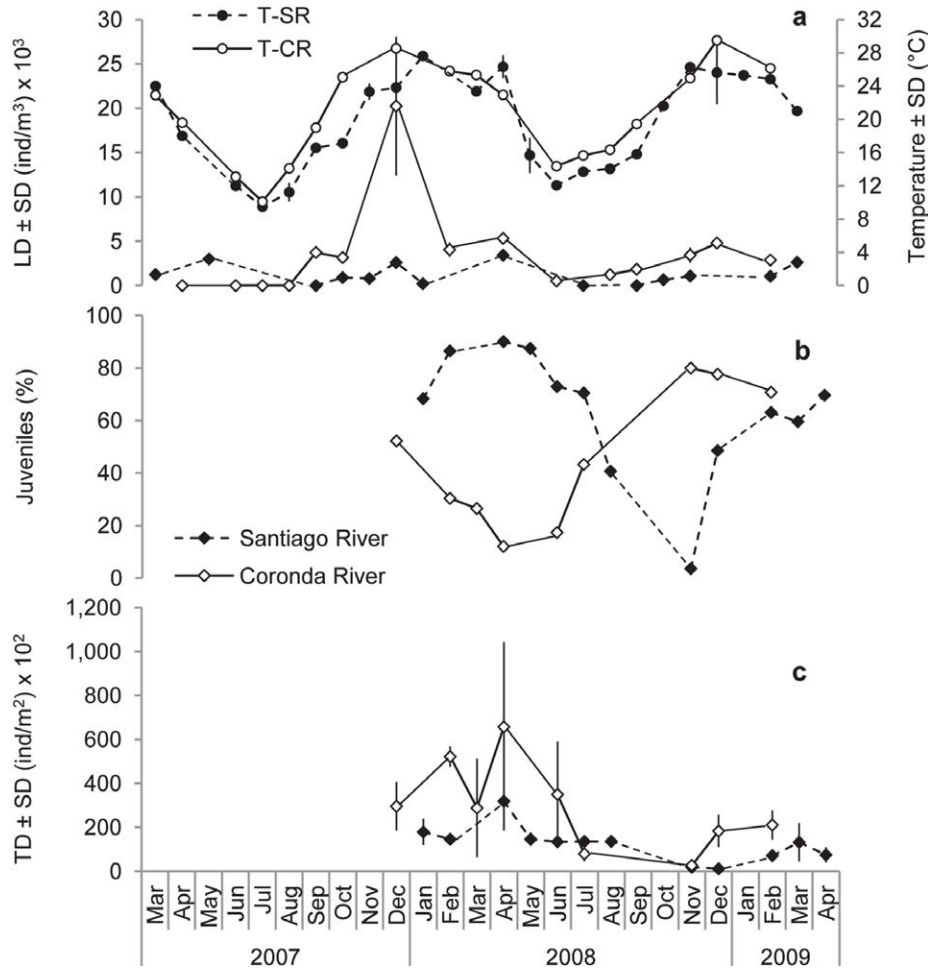 T-SR
T-CR
a
30
25
20
15
10
5
0
LD ± SD (ind/m³) x 10³
32
28
24
20
16
12
8
4
0
Temperature ± SD (°C)
b
100
80
60
40
20
0
Juveniles (%)
Santiago River
Coronda River
c
1,200
1,000
800
600
400
200
0
TD ± SD (ind/m²) x 10²
Mar Apr May Jun Jul Aug Sep Oct Nov Dec Jan Feb Mar Apr May Jun Jul Aug Sep Oct Nov Dec Jan Feb Mar Apr
2007 2008 2009